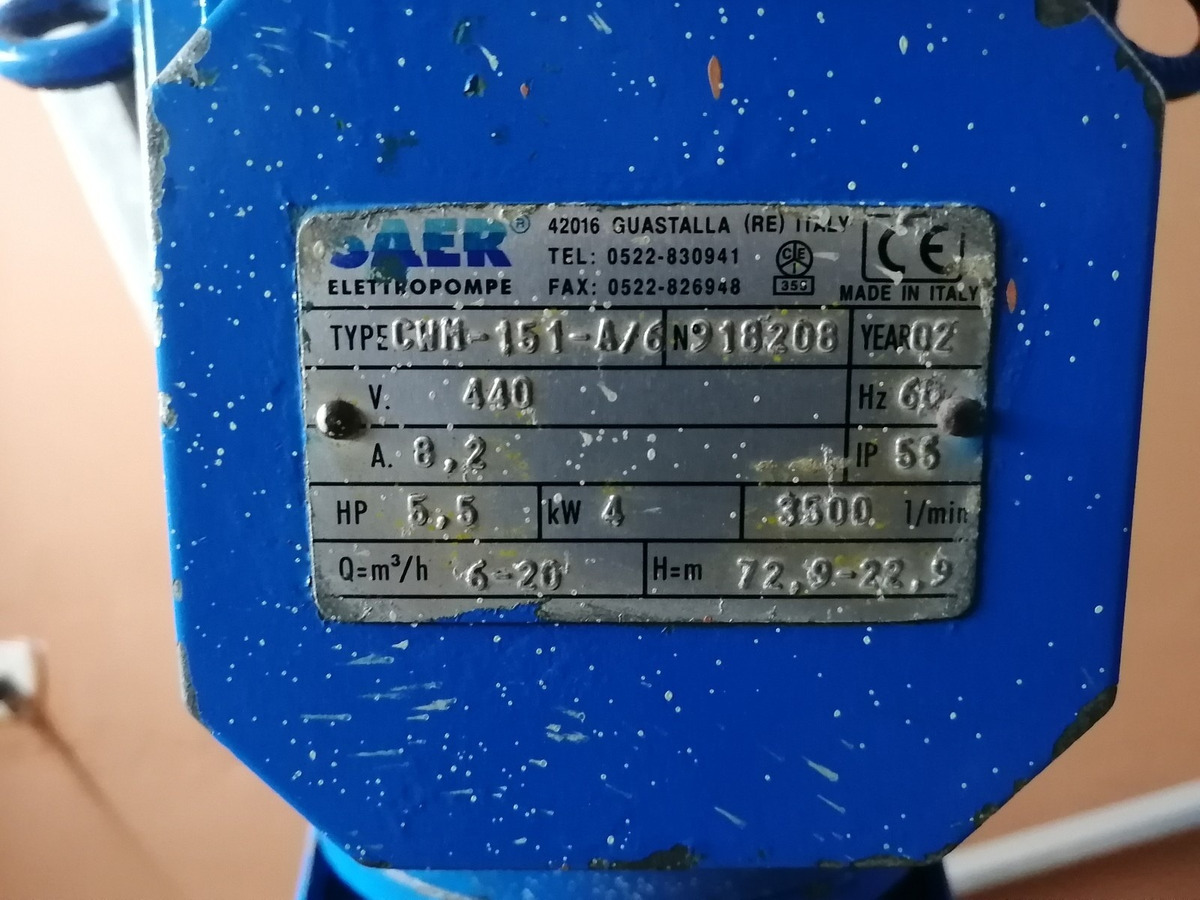 SAER® 42016 GUASTALLA (RE) ITALY
ELETTROPOMPE TEL: 0522-830941
FAX: 0522-826948
CE 359 CE
MADE IN ITALY
TYPE CWM-151-A/6 N° 918208 YEAR 02
V. 440 Hz 60
A. 8,2 IP 55
HP 5,5 kW 4 3500 1/min
Q=m³/h 6-20 H=m 72,9-22,9